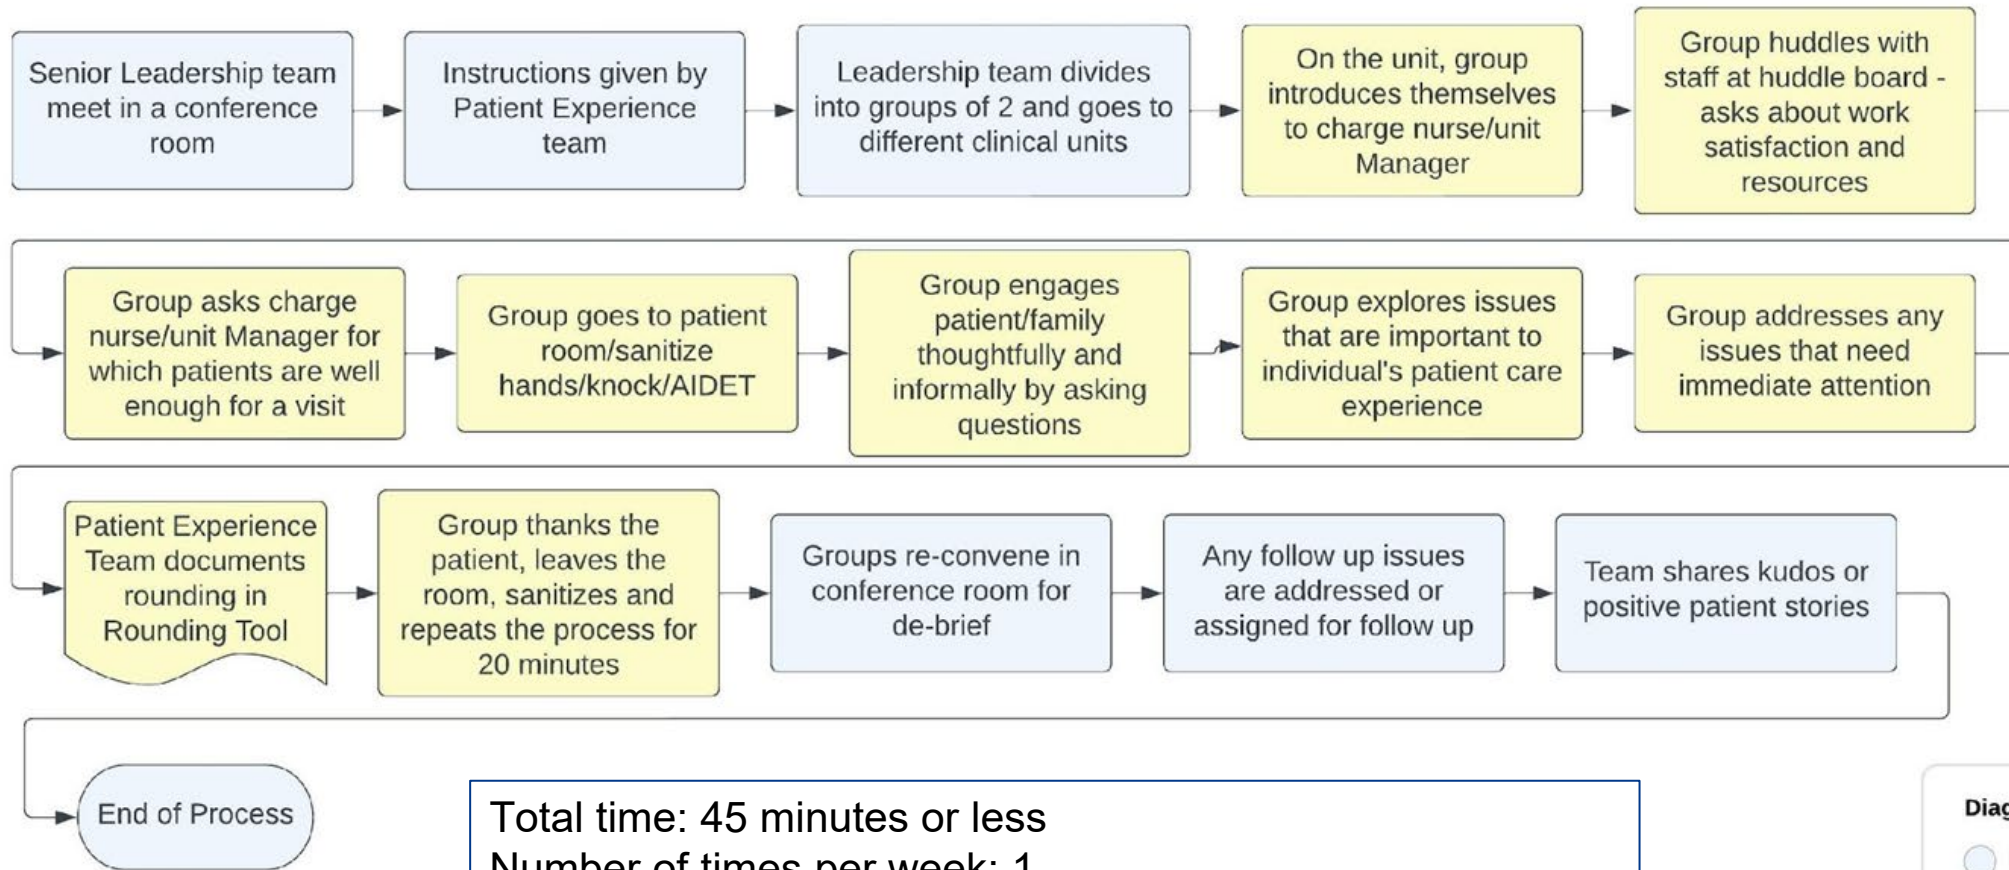 Senior Leadership team
meet in a conference
room
Instructions given by
Patient Experience
team
Leadership team divides
into groups of 2 and goes to
different clinical units
On the unit, group
introduces themselves
to charge nurse/unit
Manager
Group huddles with
staff at huddle board -
asks about work
satisfaction and
resources
Group asks charge
nurse/unit Manager for
which patients are well
enough for a visit
Group goes to patient
room/sanitize
hands/knock/AIDET
Group engages
patient/family
thoughtfully and
informally by asking
questions
Group explores issues
that are important to
individual's patient care
experience
Group addresses any
issues that need
immediate attention
Patient Experience
Team documents
rounding in
Rounding Tool
Group thanks the
patient, leaves the
room, sanitizes and
repeats the process for
20 minutes
Groups re-convene in
conference room for
de-brief
Any follow up issues
are addressed or
assigned for follow up
Team shares kudos or
positive patient stories
End of Process
Total time: 45 minutes or less
Number of times per week: 1